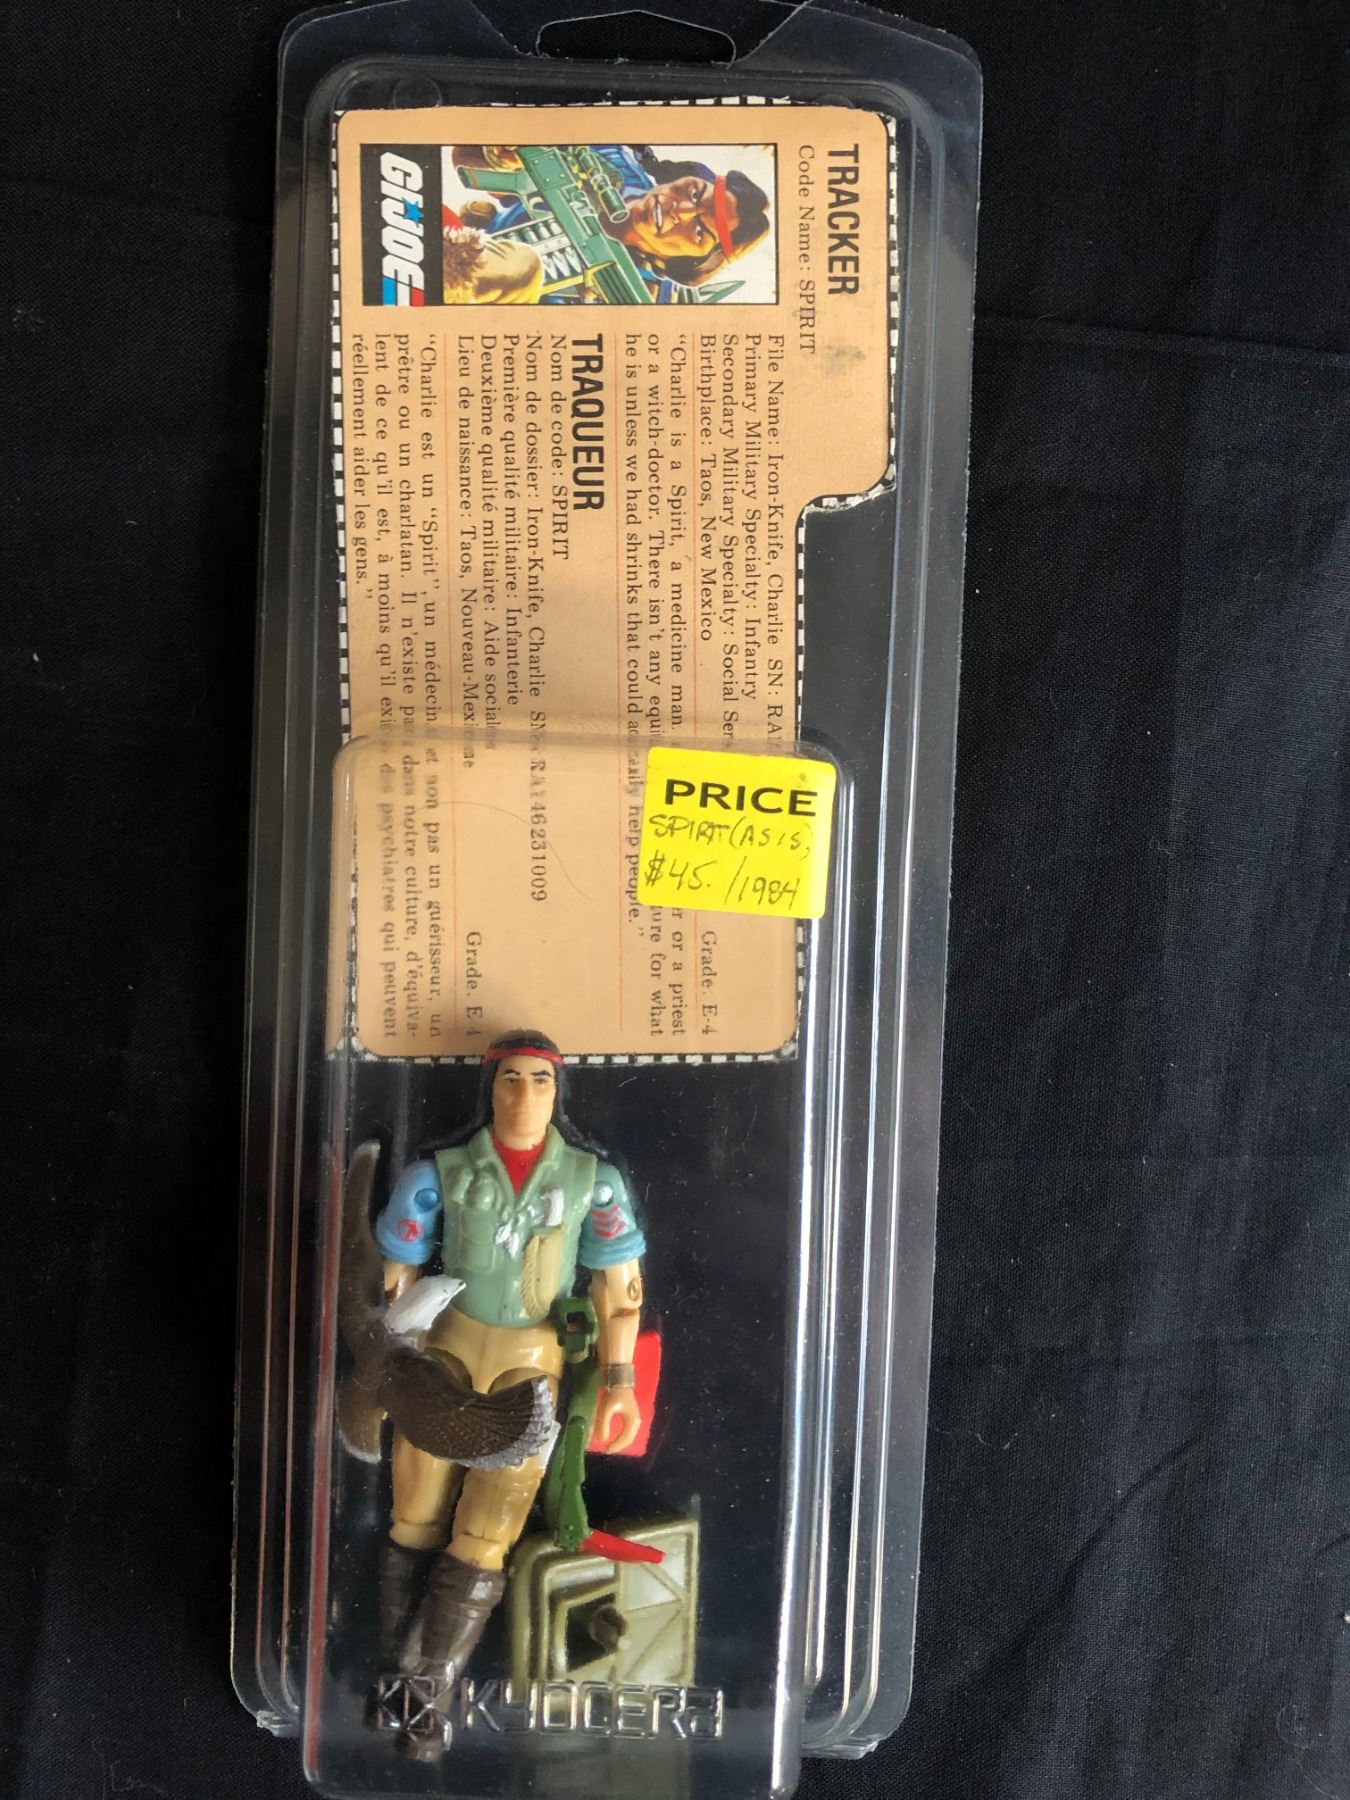 TRACKER
Code Name: SPIRIT
GI JOE
File Name: Iron-Knife, Charlie SN: RA
Primary Military Specialty: Infantry
Secondary Military Specialty: Social Ser
Birthplace: Taos, New Mexico
Grade. E-4
"Charlie is a Spirit, a medicine man. or a priest
or a witch-doctor. There isn't any for what
he is unless we had shrinks that could help people."
TRAQUEUR
Nom de code: SPIRIT
Nom de dossier: Iron-Knife, Charlie SN: RA146231009
Première qualité militaire: Infanterie
Deuxième qualité militaire: Aide sociale
Lieu de naissance: Taos, Nouveau-Mexique
Grade. E-4
"Charlie est un "Spirit", un médecin et non pas un guérisseur, un
prêtre ou un charlatan. Il n'existe pas dans notre culture, d'équiva-
lent de ce qu'il est, à moins qu'il des psychiatres qui peuvent
réellement aider les gens."
PRICE
SPIRT (AS IS)
$45. /1984
KYOCERA